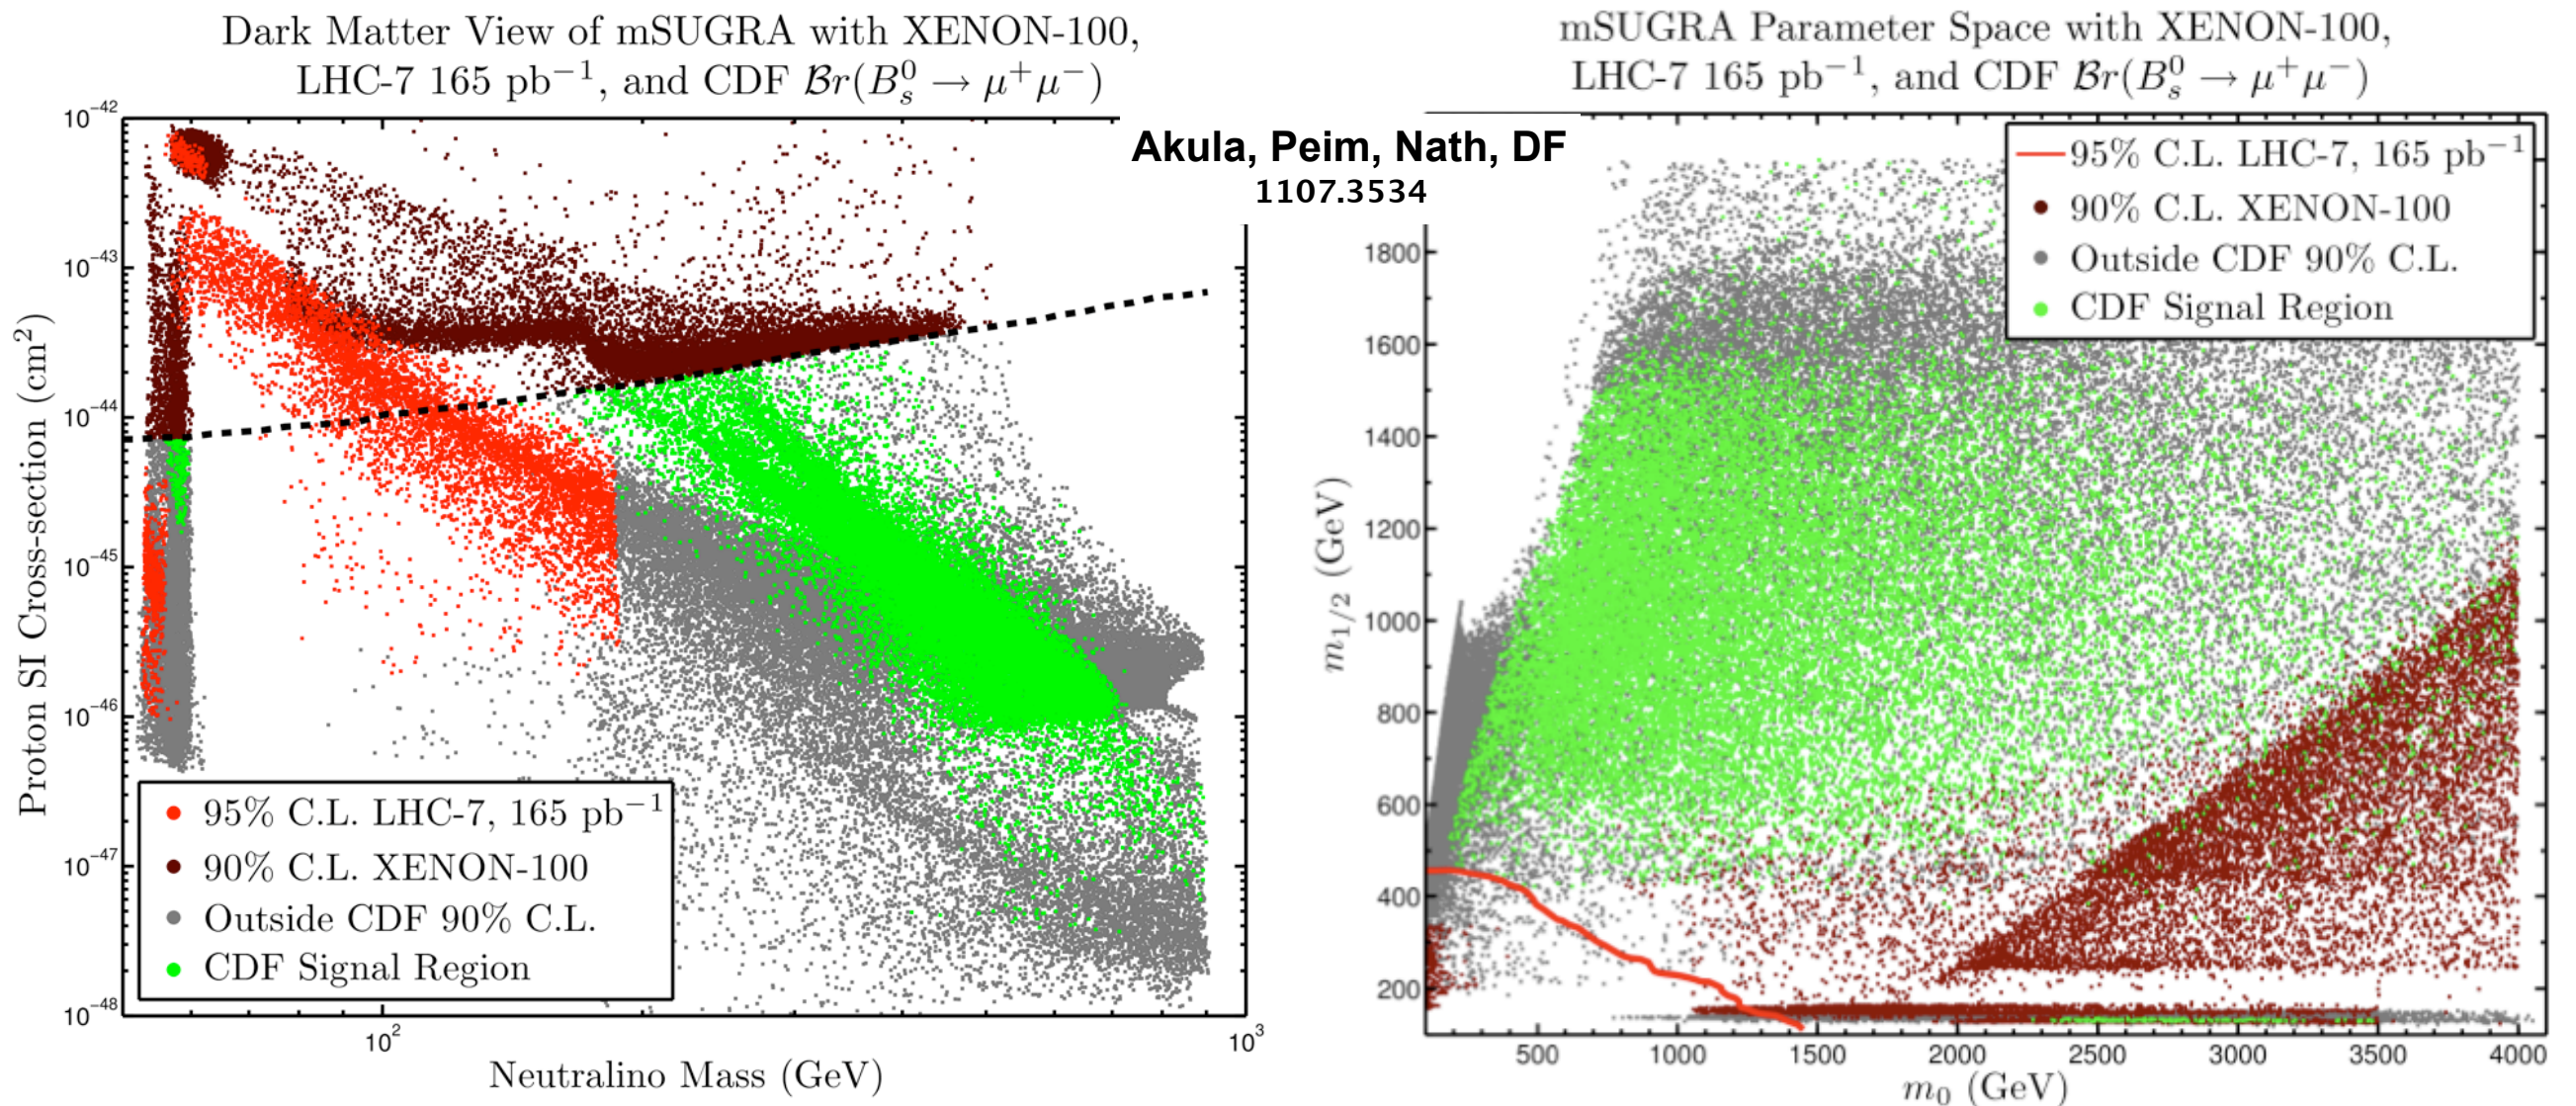 Dark Matter View of mSUGRA with XENON-100,
LHC-7 165 pb⁻¹, and CDF ℬr(B⁰ₛ → μ⁺μ⁻)
10⁻⁴²
10⁻⁴³
10⁻⁴⁴
10⁻⁴⁵
10⁻⁴⁶
10⁻⁴⁷
10⁻⁴⁸
Proton SI Cross-section (cm²)
95% C.L. LHC-7, 165 pb⁻¹
90% C.L. XENON-100
Outside CDF 90% C.L.
CDF Signal Region
10²
10³
Neutralino Mass (GeV)
Akula, Peim, Nath, DF
1107.3534
mSUGRA Parameter Space with XENON-100,
LHC-7 165 pb⁻¹, and CDF ℬr(B⁰ₛ → μ⁺μ⁻)
95% C.L. LHC-7, 165 pb⁻¹
90% C.L. XENON-100
Outside CDF 90% C.L.
CDF Signal Region
1800
1600
1400
1200
1000
800
600
400
200
m₁/₂ (GeV)
500 1000 1500 2000 2500 3000 3500 4000
m₀ (GeV)